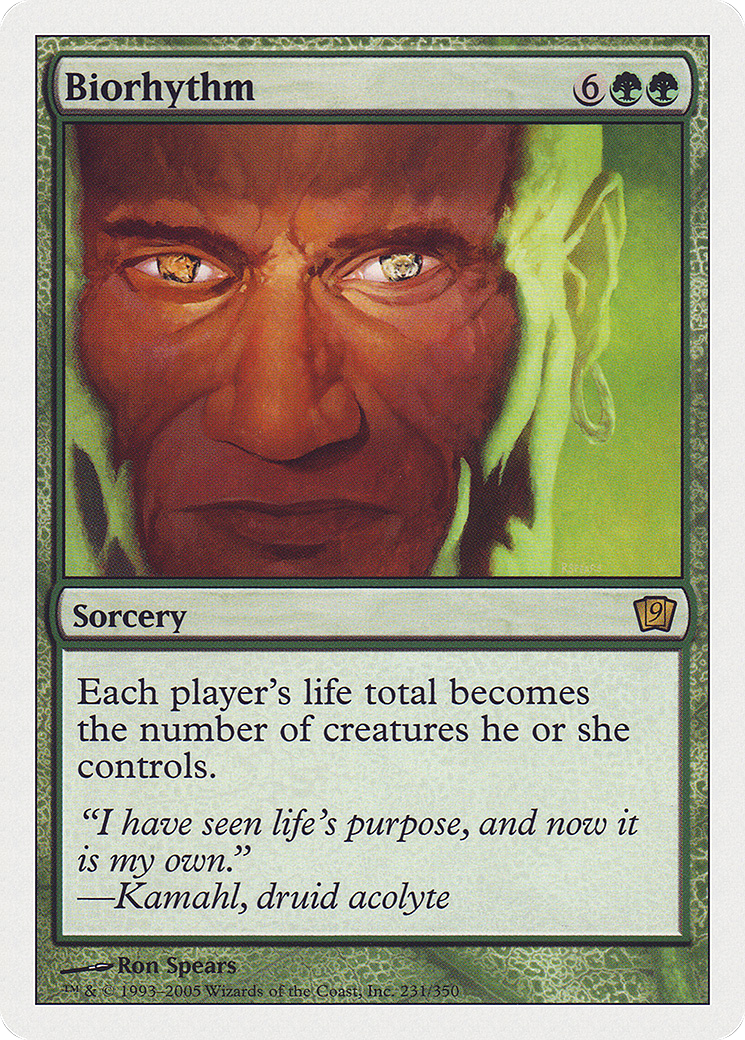 Biorhythm 6
Sorcery 9
Each player's life total becomes
the number of creatures he or she
controls.
“I have seen life's purpose, and now it
is my own.”
—Kamahl, druid acolyte
Ron Spears
™ & © 1993–2005 Wizards of the Coast, Inc. 231/350